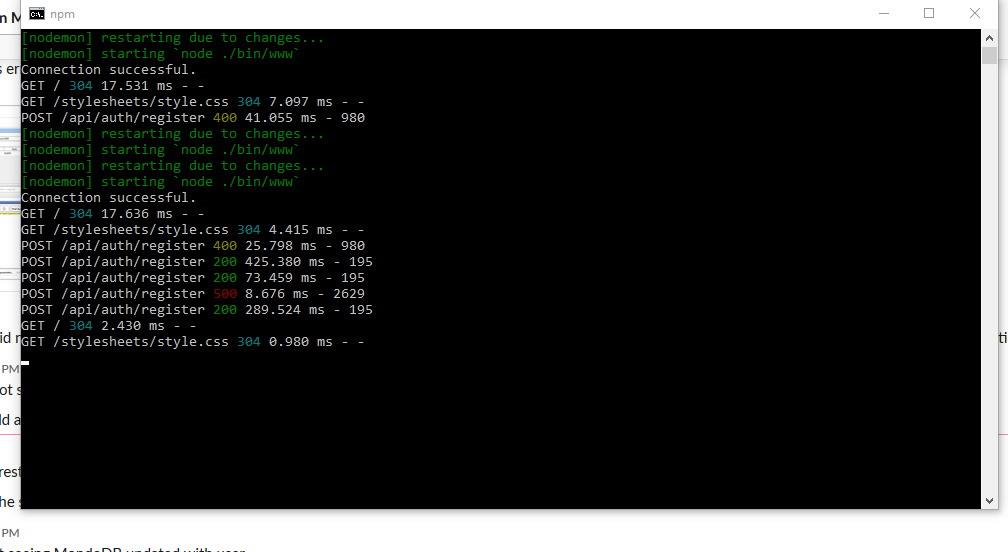 npm
[nodemon] restarting due to changes...
[nodemon] starting `node ./bin/www`
Connection successful.
GET / 304 17.531 ms - -
GET /stylesheets/style.css 304 7.097 ms - -
POST /api/auth/register 400 41.055 ms - 980
[nodemon] restarting due to changes...
[nodemon] starting `node ./bin/www`
[nodemon] restarting due to changes...
[nodemon] starting `node ./bin/www`
Connection successful.
GET / 304 17.636 ms - -
GET /stylesheets/style.css 304 4.415 ms - -
POST /api/auth/register 400 25.798 ms - 980
POST /api/auth/register 200 425.380 ms - 195
POST /api/auth/register 200 73.459 ms - 195
POST /api/auth/register 500 8.676 ms - 2629
POST /api/auth/register 200 289.524 ms - 195
GET / 304 2.430 ms - -
GET /stylesheets/style.css 304 0.980 ms - -
PM
PM